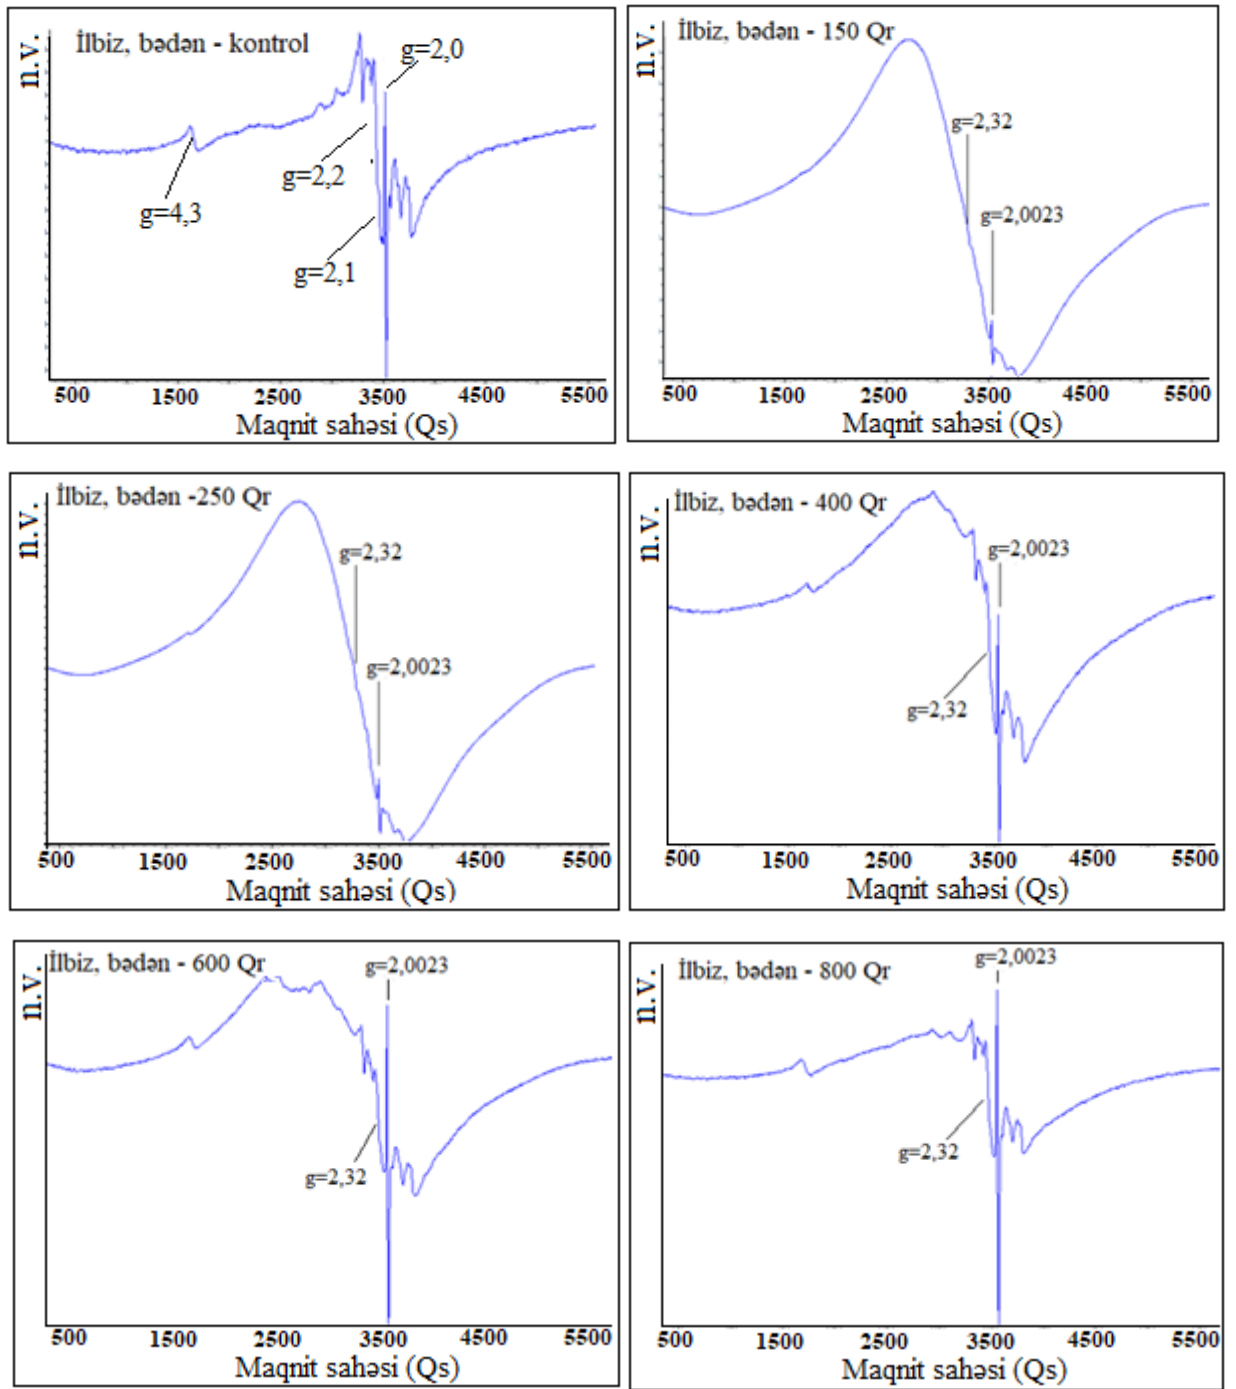 İlbiz, bədən - kontrol
n.v.
g=2,0
g=2,2
g=4,3
g=2,1
500 1500 2500 3500 4500 5500
Maqnit sahəsi (Qs)
İlbiz, bədən - 150 Qr
n.v.
g=2,32
g=2,0023
500 1500 2500 3500 4500 5500
Maqnit sahəsi (Qs)
İlbiz, bədən -250 Qr
n.v.
g=2,32
g=2,0023
500 1500 2500 3500 4500 5500
Maqnit sahəsi (Qs)
İlbiz, bədən - 400 Qr
n.v.
g=2,0023
g=2,32
500 1500 2500 3500 4500 5500
Maqnit sahəsi (Qs)
İlbiz, bədən - 600 Qr
n.v.
g=2,0023
g=2,32
500 1500 2500 3500 4500 5500
Maqnit sahəsi (Qs)
İlbiz, bədən - 800 Qr
n.v.
g=2,0023
g=2,32
500 1500 2500 3500 4500 5500
Maqnit sahəsi (Qs)